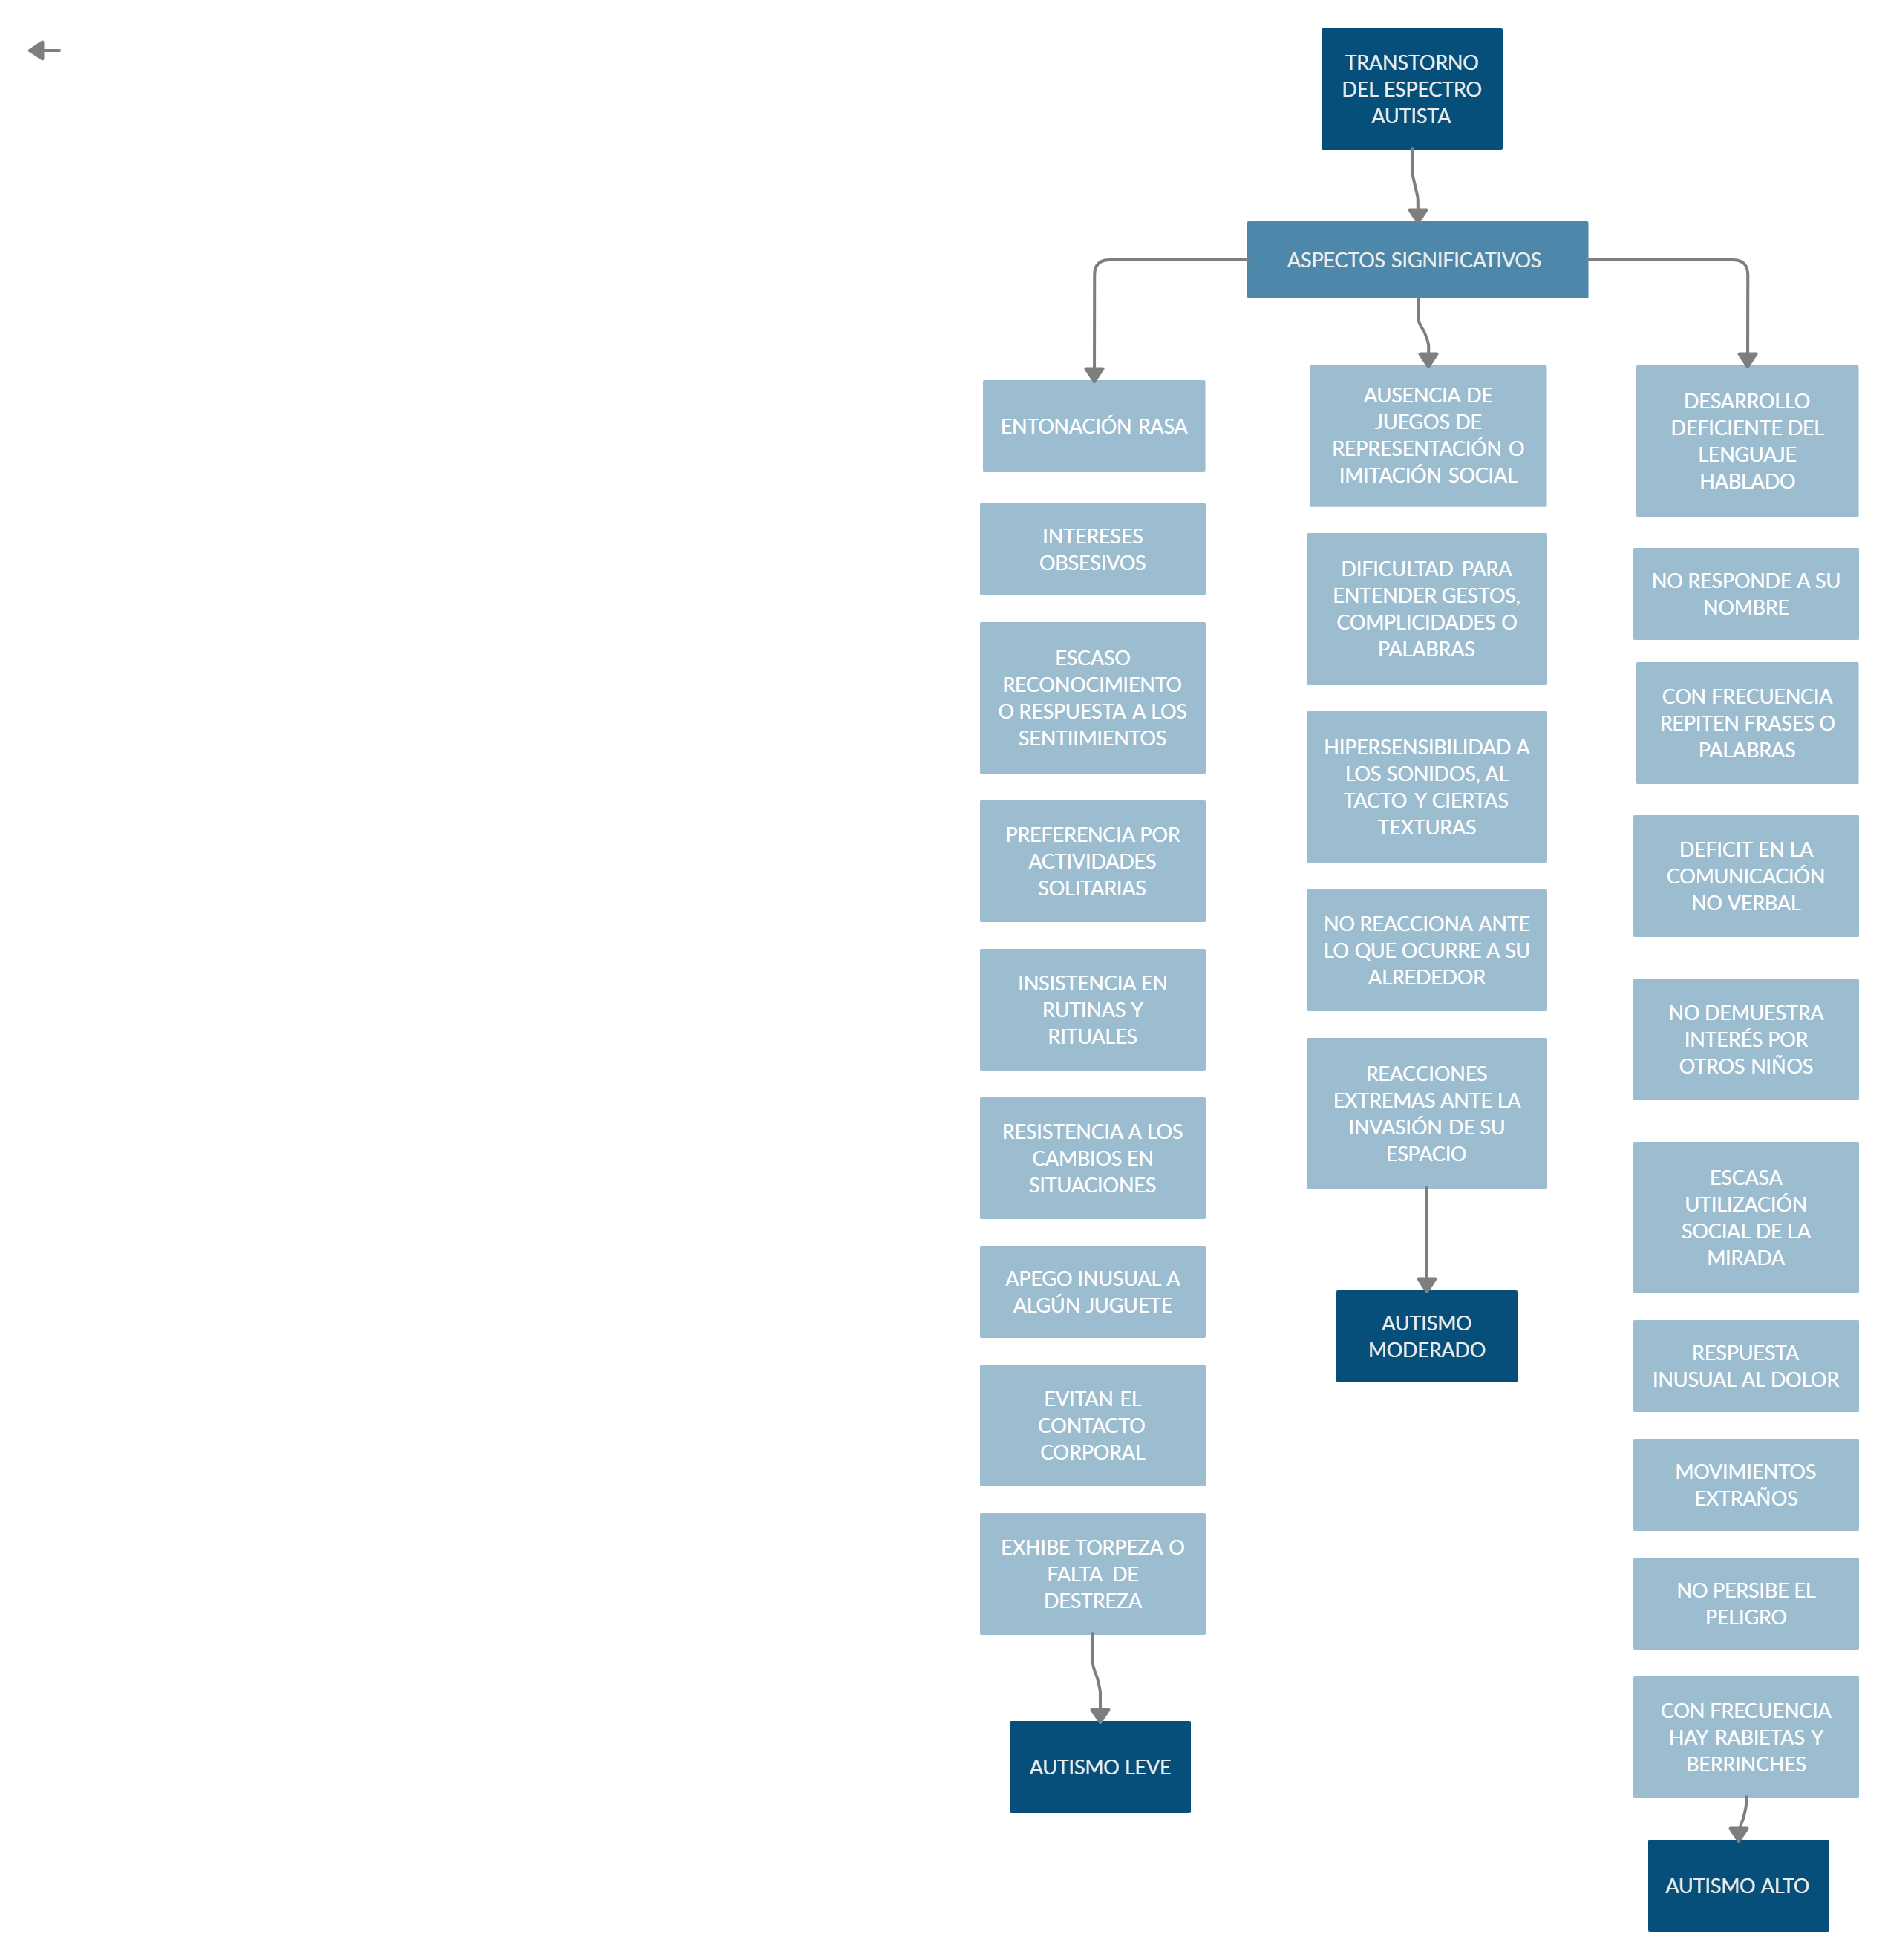 TRANSTORNO
DEL ESPECTRO
AUTISTA
ASPECTOS SIGNIFICATIVOS
ENTONACIÓN RASA
INTERESES
OBSESIVOS
ESCASO
RECONOCIMIENTO
O RESPUESTA A LOS
SENTIIMIENTOS
PREFERENCIA POR
ACTIVIDADES
SOLITARIAS
INSISTENCIA EN
RUTINAS Y
RITUALES
RESISTENCIA A LOS
CAMBIOS EN
SITUACIONES
APEGO INUSUAL A
ALGÚN JUGUETE
EVITAN EL
CONTACTO
CORPORAL
EXHIBE TORPEZA O
FALTA DE
DESTREZA
AUTISMO LEVE
AUSENCIA DE
JUEGOS DE
REPRESENTACIÓN O
IMITACIÓN SOCIAL
DIFICULTAD PARA
ENTENDER GESTOS,
COMPLICIDADES O
PALABRAS
HIPERSENSIBILIDAD A
LOS SONIDOS, AL
TACTO Y CIERTAS
TEXTURAS
NO REACCIONA ANTE
LO QUE OCURRE A SU
ALREDEDOR
REACCIONES
EXTREMAS ANTE LA
INVASIÓN DE SU
ESPACIO
AUTISMO
MODERADO
DESARROLLO
DEFICIENTE DEL
LENGUAJE
HABLADO
NO RESPONDE A SU
NOMBRE
CON FRECUENCIA
REPITEN FRASES O
PALABRAS
DEFICIT EN LA
COMUNICACIÓN
NO VERBAL
NO DEMUESTRA
INTERÉS POR
OTROS NIÑOS
ESCASA
UTILIZACIÓN
SOCIAL DE LA
MIRADA
RESPUESTA
INUSUAL AL DOLOR
MOVIMIENTOS
EXTRAÑOS
NO PERSIBE EL
PELIGRO
CON FRECUENCIA
HAY RABIETAS Y
BERRINCHES
AUTISMO ALTO